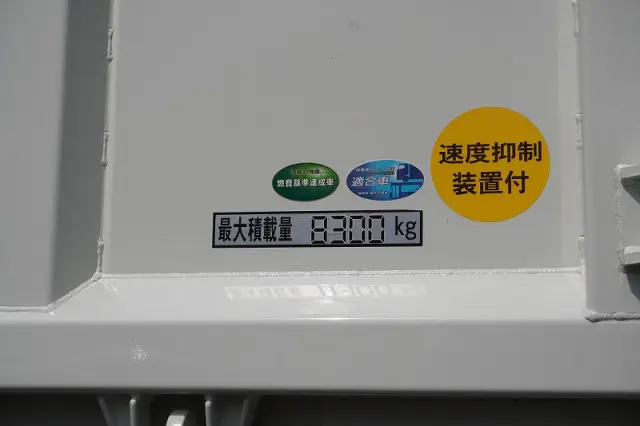 速度抑制
装置付
燃費基準達成車
適合車
最大積載量 8300 kg